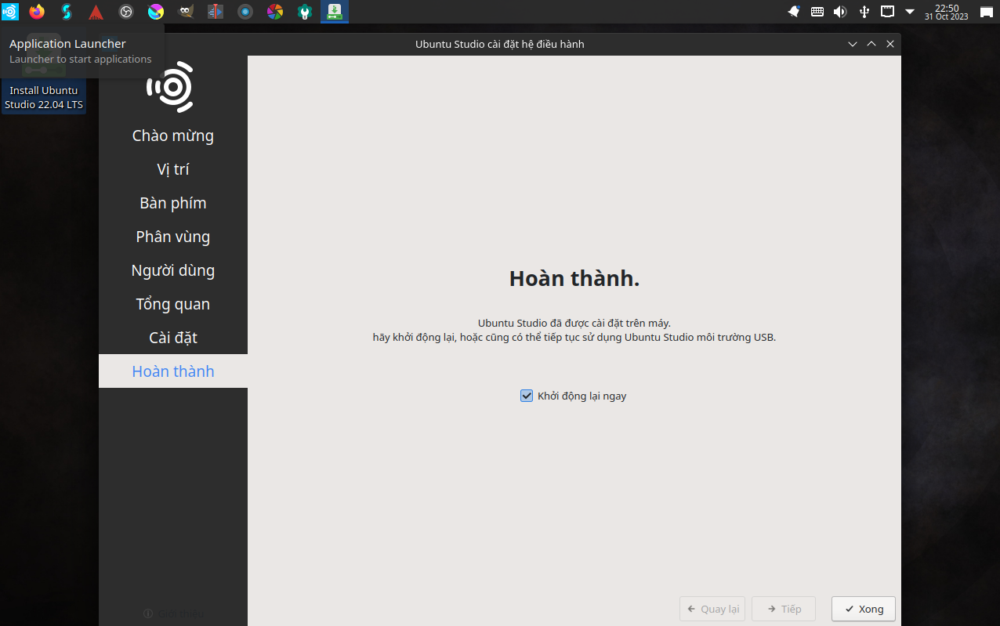 22:50
31 Oct 2023
Application Launcher
Launcher to start applications
Install Ubuntu
Studio 22.04 LTS
Ubuntu Studio cài đặt hệ điều hành
Chào mừng
Vị trí
Bàn phím
Phân vùng
Người dùng
Tổng quan
Cài đặt
Hoàn thành
Hoàn thành.
Ubuntu Studio đã được cài đặt trên máy.
hãy khởi động lại, hoặc cũng có thể tiếp tục sử dụng Ubuntu Studio môi trường USB.
Khởi động lại ngay
Giới thiệu
Quay lại
Tiếp
Xong